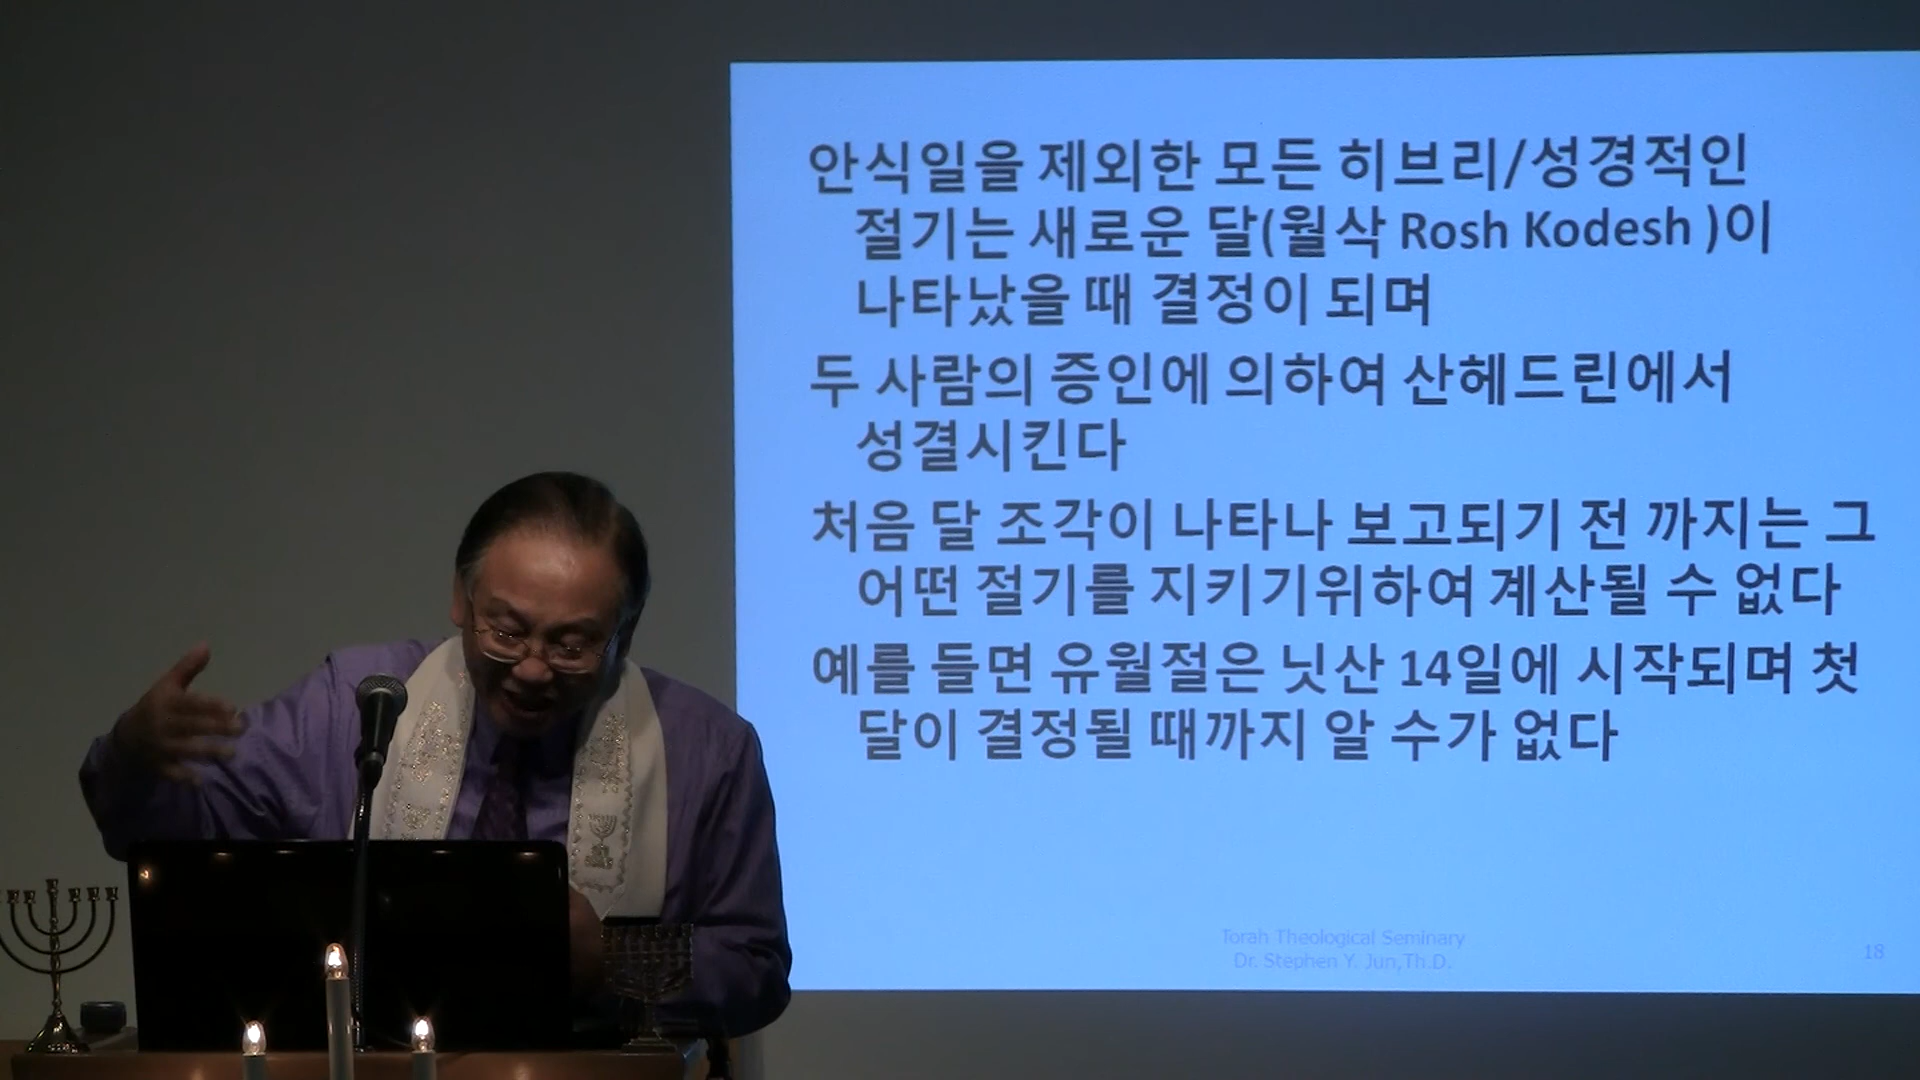 안식일을 제외한 모든 히브리/성경적인
절기는 새로운 달(월삭 Rosh Kodesh )이
나타났을 때 결정이 되며
두 사람의 증인에 의하여 산헤드린에서
성결시킨다
처음 달 조각이 나타나 보고되기 전 까지는 그
어떤 절기를 지키기위하여 계산될 수 없다
예를 들면 유월절은 닛산 14일에 시작되며 첫
달이 결정될 때까지 알 수가 없다
Torah Theological Seminary
Dr. Stephen Y. Jun,Th.D.
18